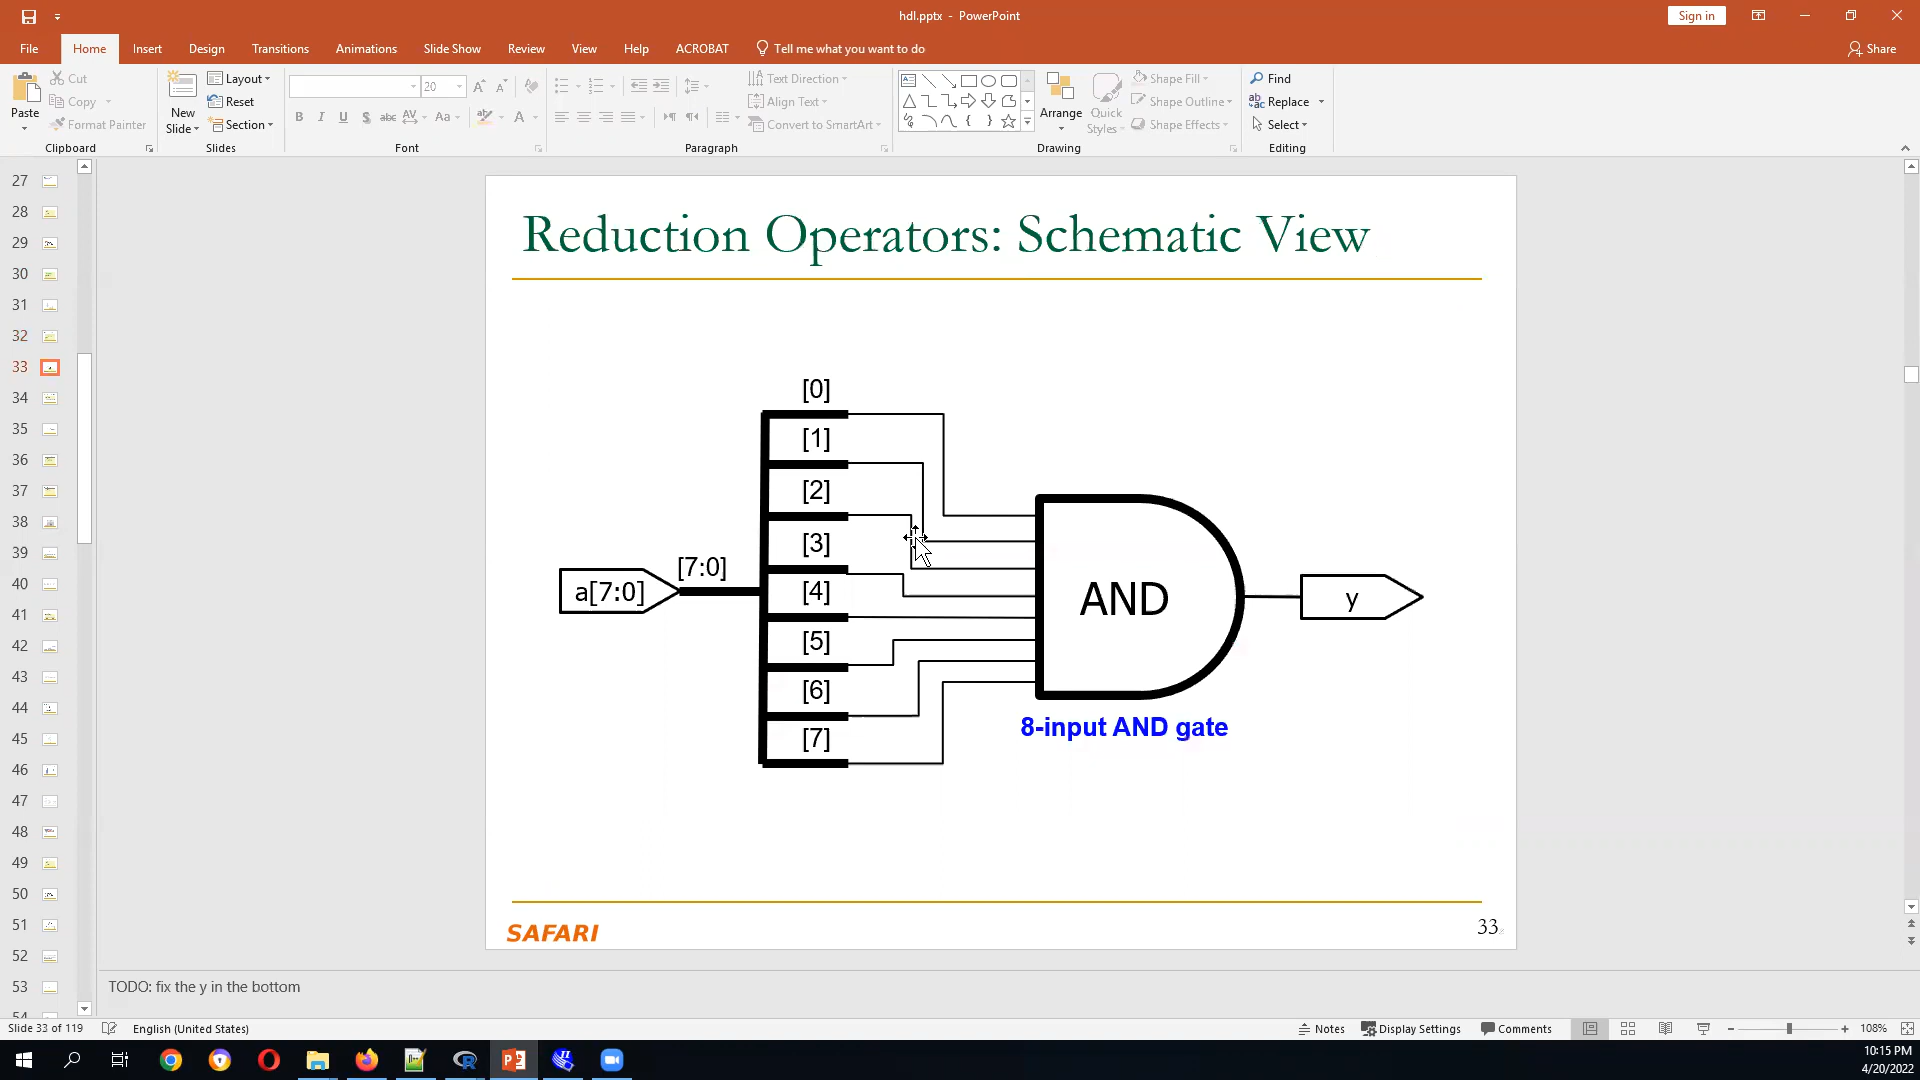 hdl.pptx - PowerPoint
Sign in
File Home Insert Design Transitions Animations Slide Show Review View Help ACROBAT Tell me what you want to do Share
Paste
Cut
Copy
Format Painter
Clipboard
New
Slide
Layout
Reset
Section
Slides
20
Font
Text Direction
Align Text
Convert to SmartArt
Paragraph
Arrange
Quick
Styles
Shape Fill
Shape Outline
Shape Effects
Drawing
Find
Replace
Select
Editing
27
28
29
30
31
32
33
34
35
36
37
38
39
40
41
42
43
44
45
46
47
48
49
50
51
52
53
54
Reduction Operators: Schematic View
[0]
[1]
[2]
[3]
[4]
[5]
[6]
[7]
a[7:0]
[7:0]
AND
y
8-input AND gate
SAFARI
33
TODO: fix the y in the bottom
Slide 33 of 119 English (United States) Notes Display Settings Comments 108%
10:15 PM
4/20/2022